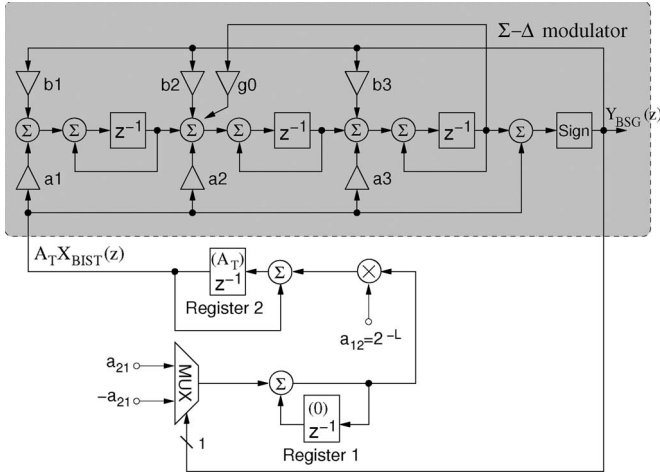 Σ−Δ modulator
b1
b2
g0
b3
Σ
Σ
z⁻¹
Σ
Σ
z⁻¹
Σ
Σ
z⁻¹
Σ
Sign
Y_BSG(z)
a1
a2
a3
A_T X_BIST(z)
(A_T)
z⁻¹
Register 2
Σ
×
a₁₂=2⁻ᴸ
a₂₁
−a₂₁
MUX
Σ
(0)
z⁻¹
Register 1
1